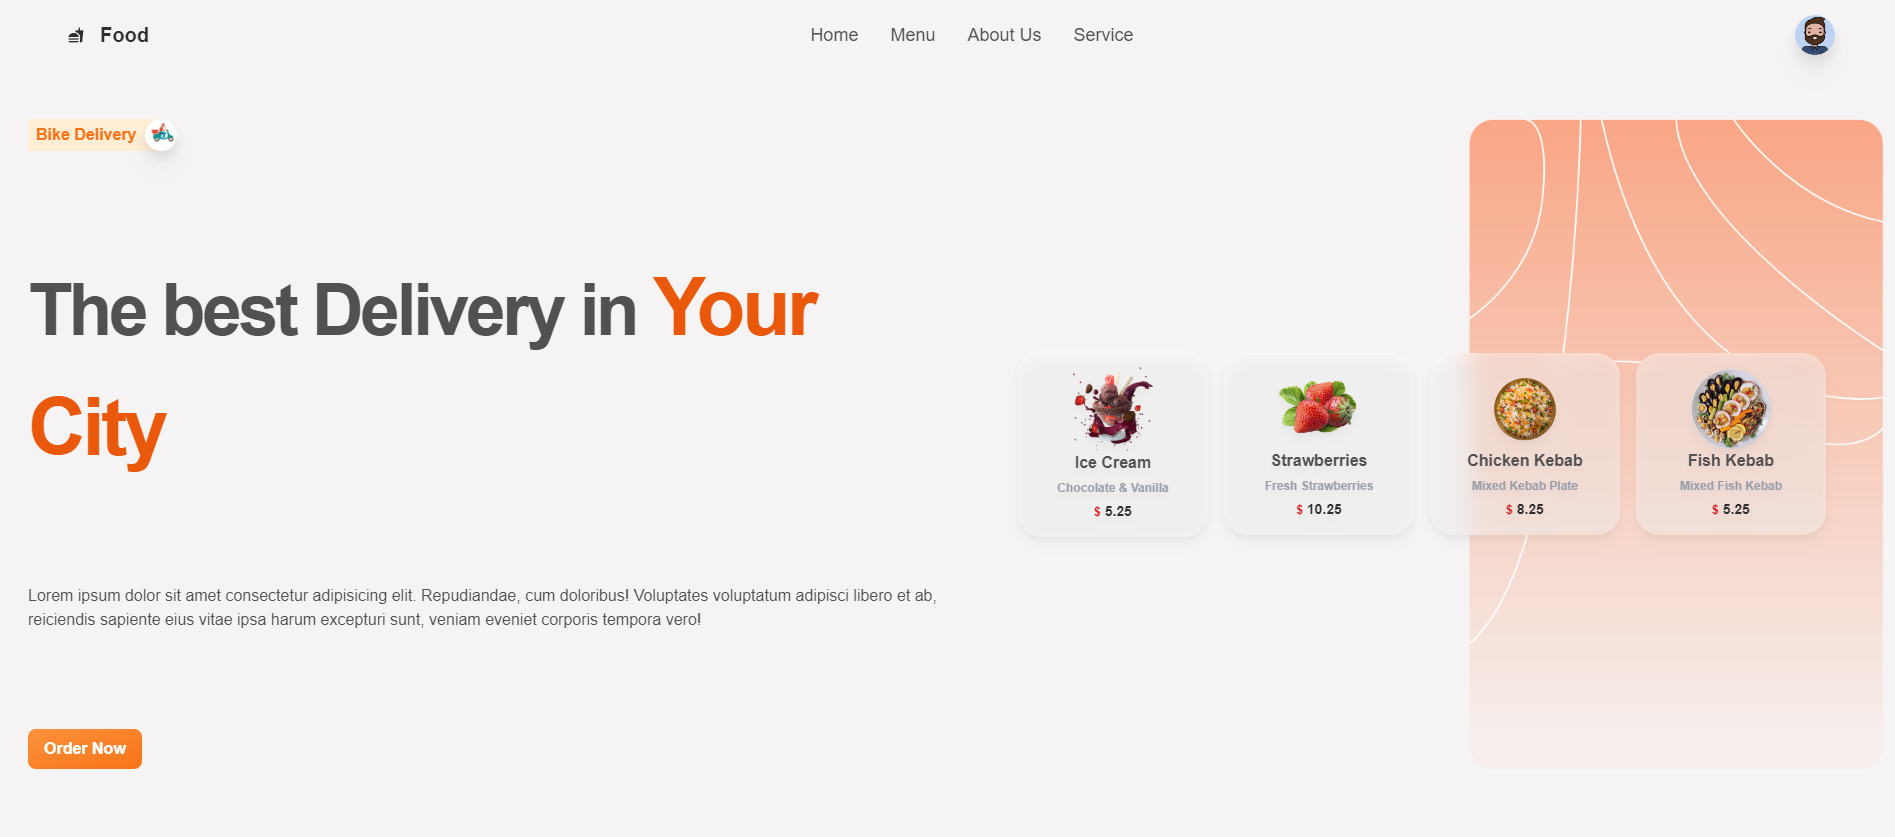 Food
Home
Menu
About Us
Service
Bike Delivery
The best Delivery in Your
City
Lorem ipsum dolor sit amet consectetur adipisicing elit. Repudiandae, cum doloribus! Voluptates voluptatum adipisci libero et ab,
reiciendis sapiente eius vitae ipsa harum excepturi sunt, veniam eveniet corporis tempora vero!
Order Now
Ice Cream
Chocolate & Vanilla
$ 5.25
Strawberries
Fresh Strawberries
$ 10.25
Chicken Kebab
Mixed Kebab Plate
$ 8.25
Fish Kebab
Mixed Fish Kebab
$ 5.25